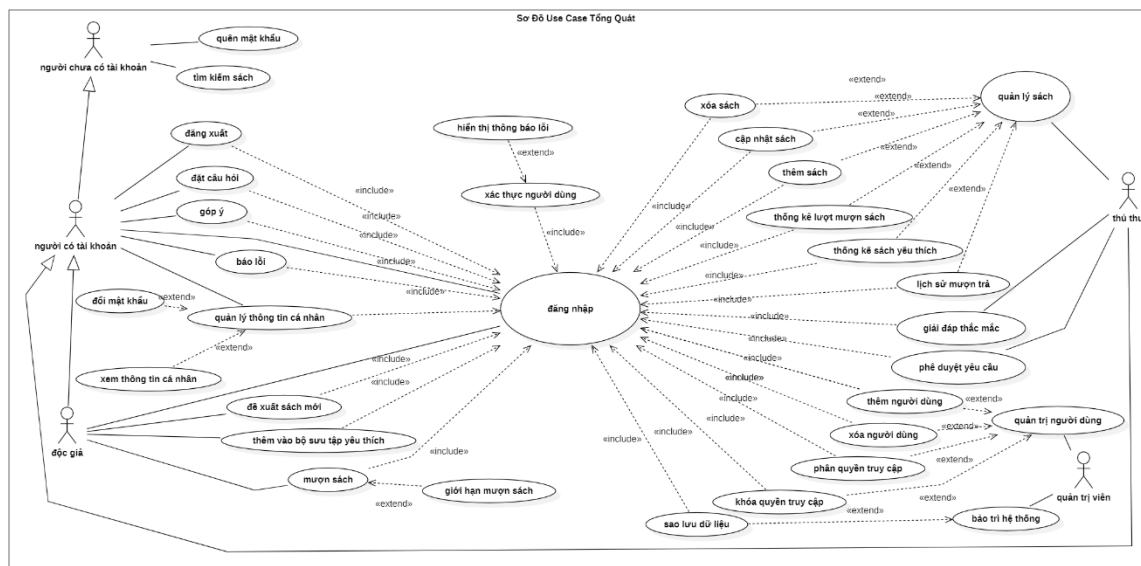 Sơ Đồ Use Case Tổng Quát
người chưa có tài khoản
quên mật khẩu
tìm kiếm sách
đăng xuất
đặt câu hỏi
góp ý
người có tài khoản
báo lỗi
đổi mật khẩu
«extend»
quản lý thông tin cá nhân
«extend»
xem thông tin cá nhân
đề xuất sách mới
thêm vào bộ sưu tập yêu thích
độc giả
mượn sách
«extend»
giới hạn mượn sách
«include»
«include»
«include»
«include»
«include»
«include»
«include»
«include»
hiển thị thông báo lỗi
«extend»
xác thực người dùng
«include»
đăng nhập
xóa sách
«extend»
quản lý sách
cập nhật sách
«extend»
thêm sách
«extend»
thống kê lượt mượn sách
«extend»
thống kê sách yêu thích
«extend»
lịch sử mượn trả
thủ thư
giải đáp thắc mắc
phê duyệt yêu cầu
«include»
«include»
«include»
«include»
«include»
«include»
«include»
«include»
thêm người dùng
«extend»
quản trị người dùng
xóa người dùng
«extend»
phân quyền truy cập
«extend»
khóa quyền truy cập
«extend»
quản trị viên
sao lưu dữ liệu
«extend»
bảo trì hệ thống
«include»
«include»
«include»
«include»
«include»